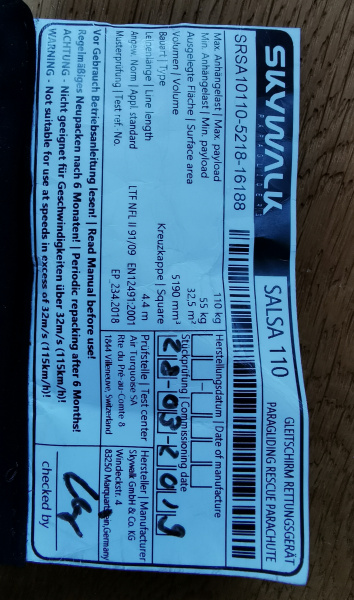 SKYWALK
PARAGLIDERS
SALSA 110
GLEITSCHIRM RETTUNGSGERÄT
PARAGLIDING RESCUE PARACHUTE
SRSA10110-5218-16188
Max. Anhängelast | Max. payload 110 kg
Min. Anhängelast | Min. payload 55 kg
Ausgelegte Fläche | Surface area 32.5 m²
Volumen | Volume 5190 mm³
Bauart | Type Kreuzkappe | Square
Leinenlänge | Line length 4.4 m
Angew. Norm | Appl. standard LTF NFL II 91/09 EN12491:2001
Musterprüfung | Test ref. No. EP_234.2018
Herstellungsdatum | Date of manufacture
Stückprüfung | Commissioning date
28-03-2019
Prüfstelle | Test center
Air Turquoise SA
Rte du Pré-au-Comte 8
1844 Villeneuve, Switzerland
Hersteller | Manufacturer
Skywalk GmbH & Co. KG
Windeckstr. 4
83250 Marquartstein, Germany
Vor Gebrauch Betriebsanleitung lesen! | Read Manual before use!
Regelmäßiges Neupacken nach 6 Monaten! | Periodic repacking after 6 Months!
ACHTUNG - Nicht geeignet für Geschwindigkeiten über 32m/s (115km/h)!
WARNING - Not suitable for use at speeds in excess of 32m/s (115km/h)!
checked by